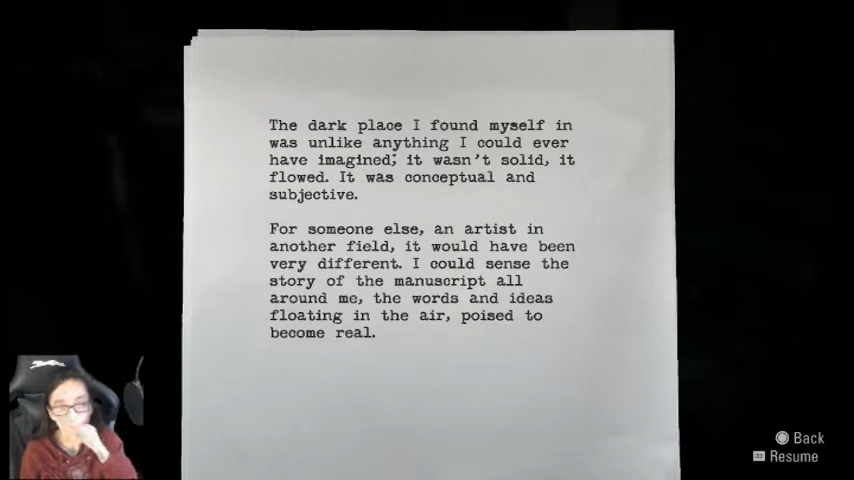 The dark place I found myself in
was unlike anything I could ever
have imagined; it wasn't solid, it
flowed. It was conceptual and
subjective.
For someone else, an artist in
another field, it would have been
very different. I could sense the
story of the manuscript all
around me, the words and ideas
floating in the air, poised to
become real.
Back
Resume